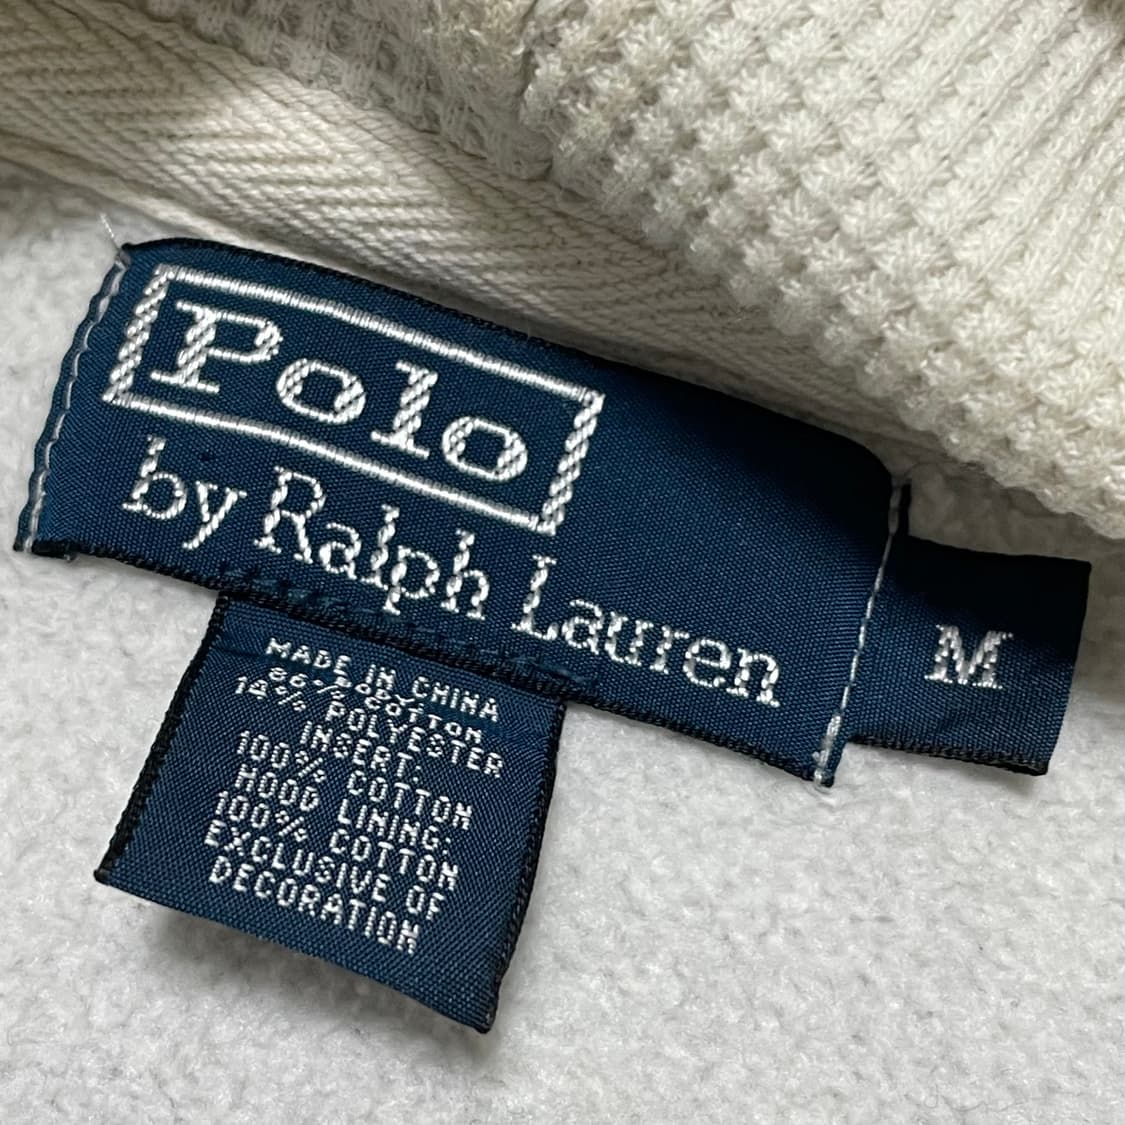 Polo
by Ralph Lauren
M
MADE IN CHINA
BODY:
86% COTTON
14% POLYESTER
INSERT:
100% COTTON
HOOD LINING:
100% COTTON
EXCLUSIVE OF
DECORATION